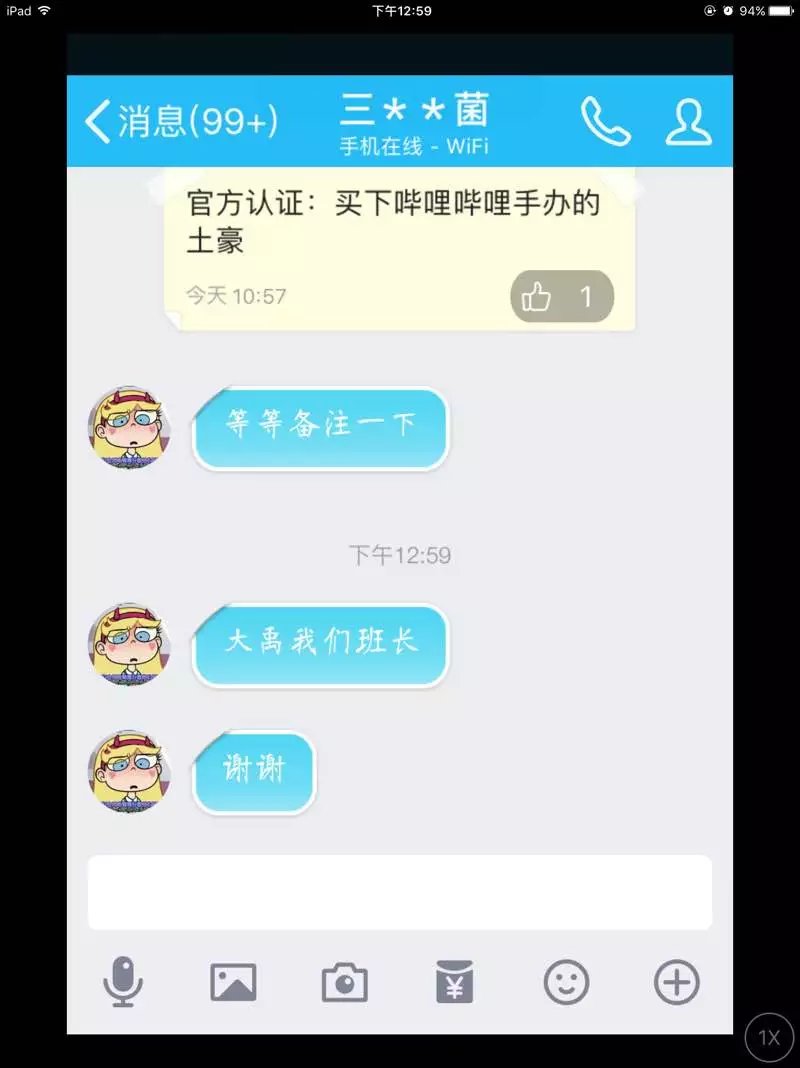 iPad
下午12:59
94%
消息(99+)
三**菌
手机在线 - WiFi
官方认证：买下哔哩哔哩手办的
土豪
今天 10:57
1
等等备注一下
下午12:59
大禹我们班长
谢谢
¥
1X